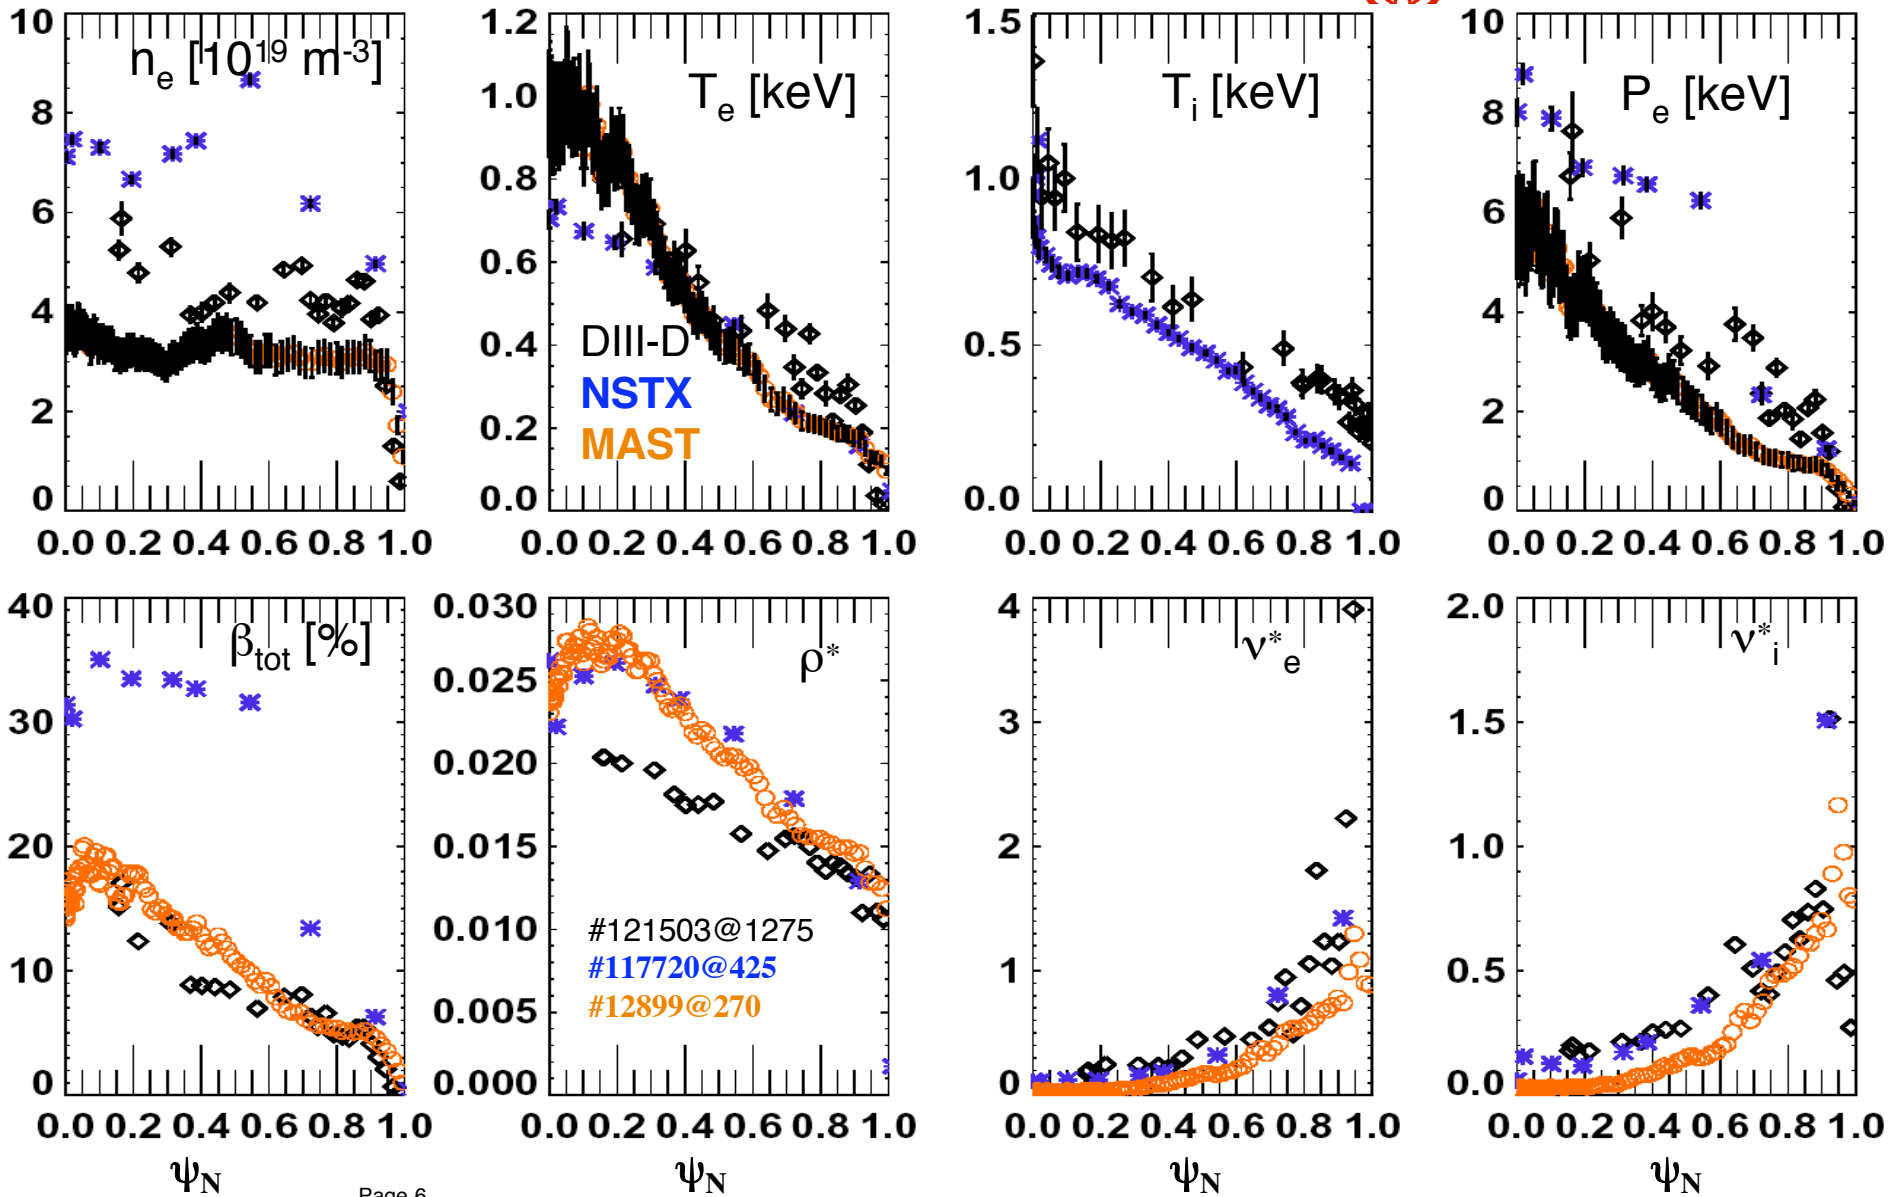 n_e [10^19 m^-3]
10
8
6
4
2
0
0.0 0.2 0.4 0.6 0.8 1.0
T_e [keV]
1.2
1.0
0.8
0.6
0.4
0.2
0.0
DIII-D
NSTX
MAST
0.0 0.2 0.4 0.6 0.8 1.0
T_i [keV]
1.5
1.0
0.5
0.0
0.0 0.2 0.4 0.6 0.8 1.0
P_e [keV]
10
8
6
4
2
0
0.0 0.2 0.4 0.6 0.8 1.0
β_tot [%]
40
30
20
10
0
0.0 0.2 0.4 0.6 0.8 1.0
ψ_N
ρ*
0.030
0.025
0.020
0.015
0.010
0.005
0.000
#121503@1275
#117720@425
#12899@270
0.0 0.2 0.4 0.6 0.8 1.0
ψ_N
ν*_e
4
3
2
1
0
0.0 0.2 0.4 0.6 0.8 1.0
ψ_N
ν*_i
2.0
1.5
1.0
0.5
0.0
0.0 0.2 0.4 0.6 0.8 1.0
ψ_N
Page 6